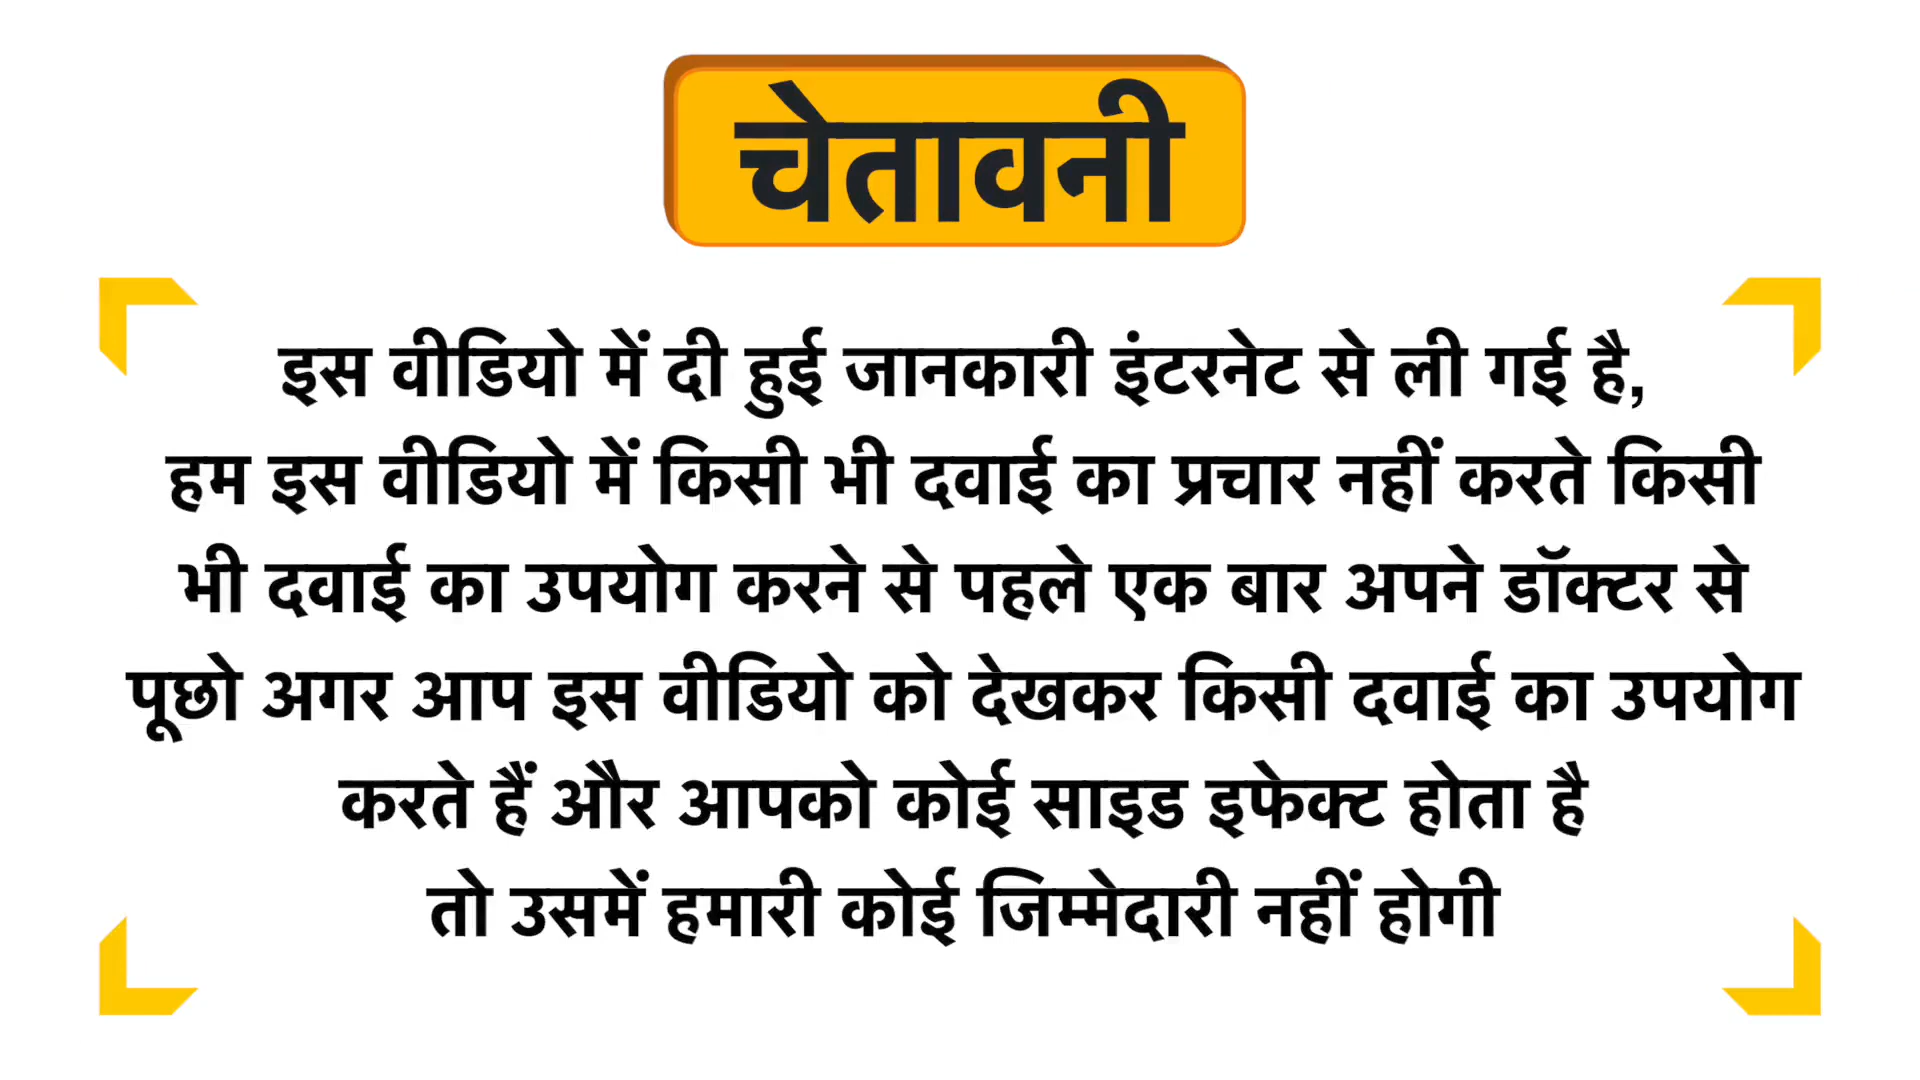 चेतावनी
इस वीडियो में दी हुई जानकारी इंटरनेट से ली गई है,
हम इस वीडियो में किसी भी दवाई का प्रचार नहीं करते किसी
भी दवाई का उपयोग करने से पहले एक बार अपने डॉक्टर से
पूछो अगर आप इस वीडियो को देखकर किसी दवाई का उपयोग
करते हैं और आपको कोई साइड इफेक्ट होता है
तो उसमें हमारी कोई जिम्मेदारी नहीं होगी